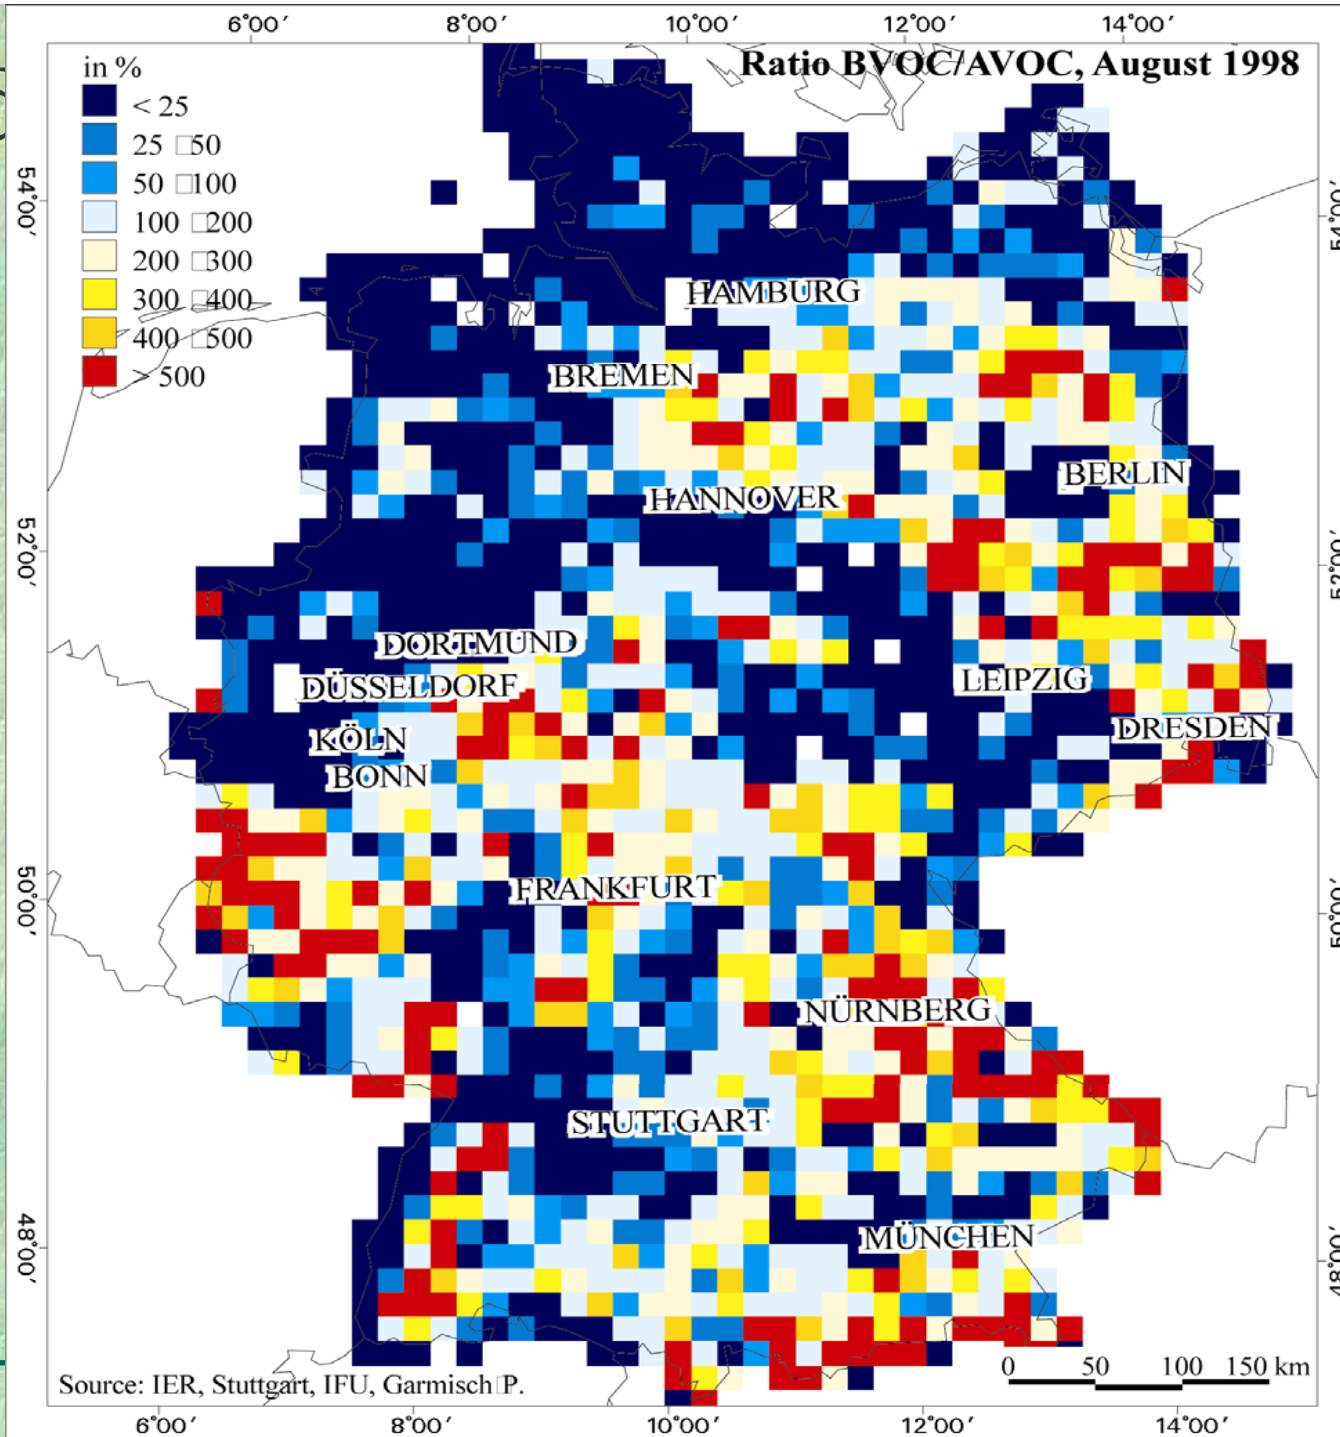 6°00′ 8°00′ 10°00′ 12°00′ 14°00′
Ratio BVOC/AVOC, August 1998
in %
< 25
25 □50
50 □100
100 □200
200 □300
300 □400
400 □500
> 500
54°00′ 54°00′
HAMBURG
BREMEN
BERLIN
HANNOVER
52°00′ 52°00′
DORTMUND
LEIPZIG
DÜSSELDORF
DRESDEN
KÖLN
BONN
50°00′ 50°00′
FRANKFURT
NÜRNBERG
STUTTGART
MÜNCHEN
48°00′ 48°00′
0 50 100 150 km
Source: IER, Stuttgart, IFU, Garmisch□P.
6°00′ 8°00′ 10°00′ 12°00′ 14°00′